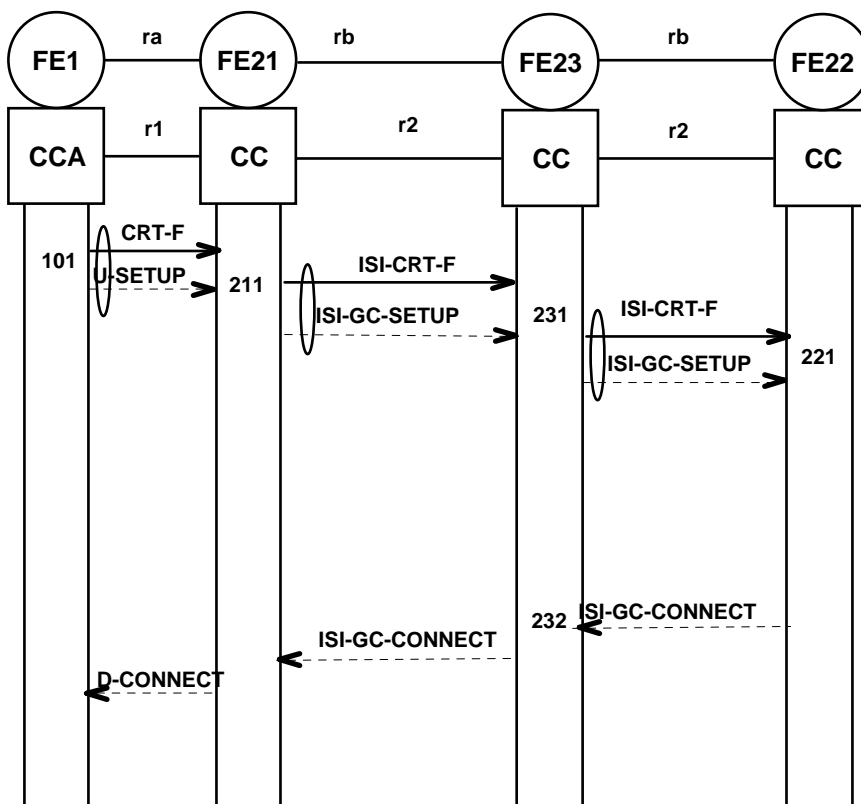 ra rb rb
FE1 FE21 FE23 FE22
r1 r2 r2
CCA CC CC CC
CRT-F
101 ISI-CRT-F
U-SETUP 211
ISI-GC-SETUP 231 ISI-CRT-F
ISI-GC-SETUP 221
232 ISI-GC-CONNECT
ISI-GC-CONNECT
D-CONNECT